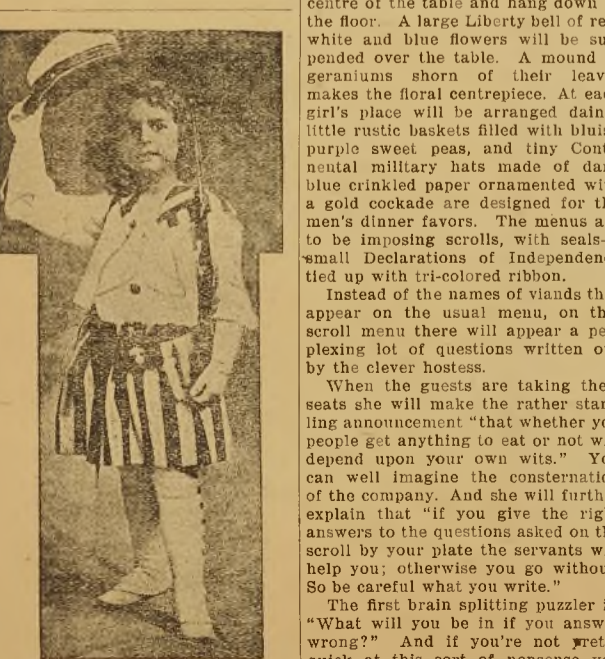 centre of the table and hang down
the floor. A large Liberty bell of re
white and blue flowers will be su
pended over the table. A mound
geraniums shorn of their leav
makes the floral centrepiece. At ea
girl's place will be arranged dain
little rustic baskets filled with bluis
purple sweet peas, and tiny Cont
nental military hats made of da
blue crinkled paper ornamented wi
a gold cockade are designed for t
men's dinner favors. The menus a
to be imposing scrolls, with seals-
small Declarations of Independenc
tied up with tri-colored ribbon.
Instead of the names of viands th
appear on the usual menu, on th
scroll menu there will appear a pe
plexing lot of questions written o
by the clever hostess.
When the guests are taking the
seats she will make the rather star
ling announcement "that whether yo
people get anything to eat or not w
depend upon your own wits." Yo
can well imagine the consternatio
of the company. And she will furth
explain that "if you give the rig
answers to the questions asked on th
scroll by your plate the servants w
help you; otherwise you go withou
So be careful what you write."
The first brain splitting puzzler i
"What will you be in if you answ
wrong?" And if you're not pret
quick at this sort of nonsense